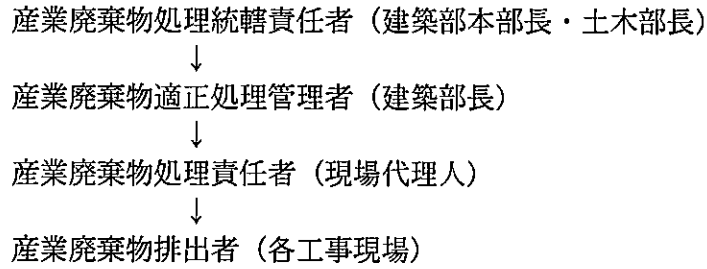 産業廃棄物処理統轄責任者（建築部本部長・土木部長）
↓
産業廃棄物適正処理管理者（建築部長）
↓
産業廃棄物処理責任者（現場代理人）
↓
産業廃棄物排出者（各工事現場）